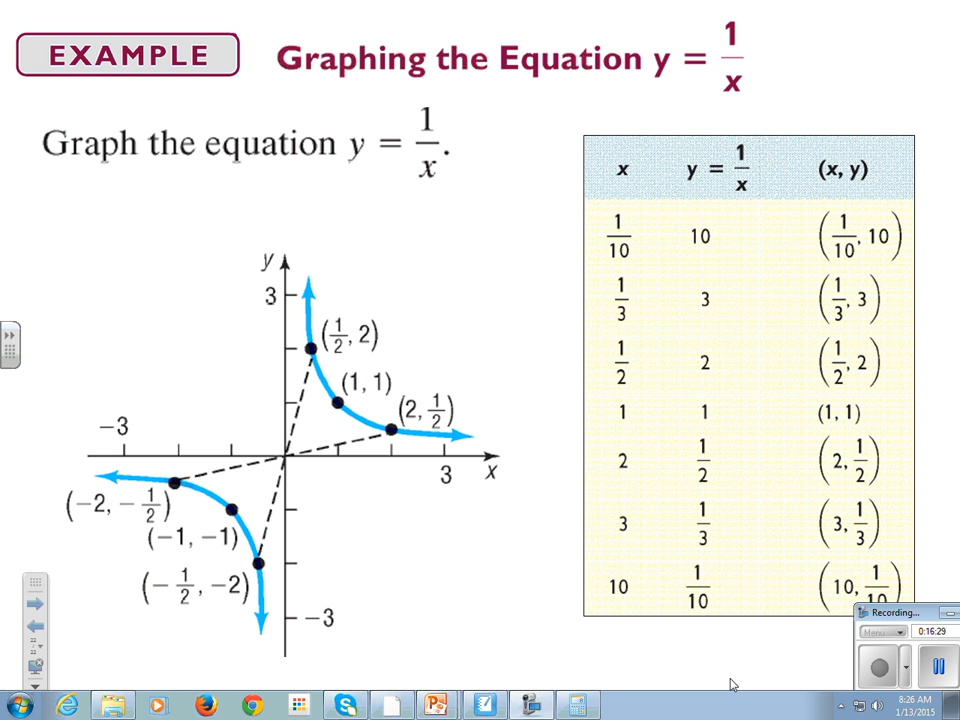 EXAMPLE
Graphing the Equation y = 1/x
Graph the equation y = 1/x.
x y = 1/x (x, y)
1/10 10 (1/10, 10)
1/3 3 (1/3, 3)
1/2 2 (1/2, 2)
1 1 (1, 1)
2 1/2 (2, 1/2)
3 1/3 (3, 1/3)
10 1/10 (10, 1/10)
y
3
(1/2, 2)
(1, 1)
(2, 1/2)
−3
3
x
(−2, −1/2)
(−1, −1)
(−1/2, −2)
−3
Recording...
Menu
0:16:29
8:26 AM
1/13/2015